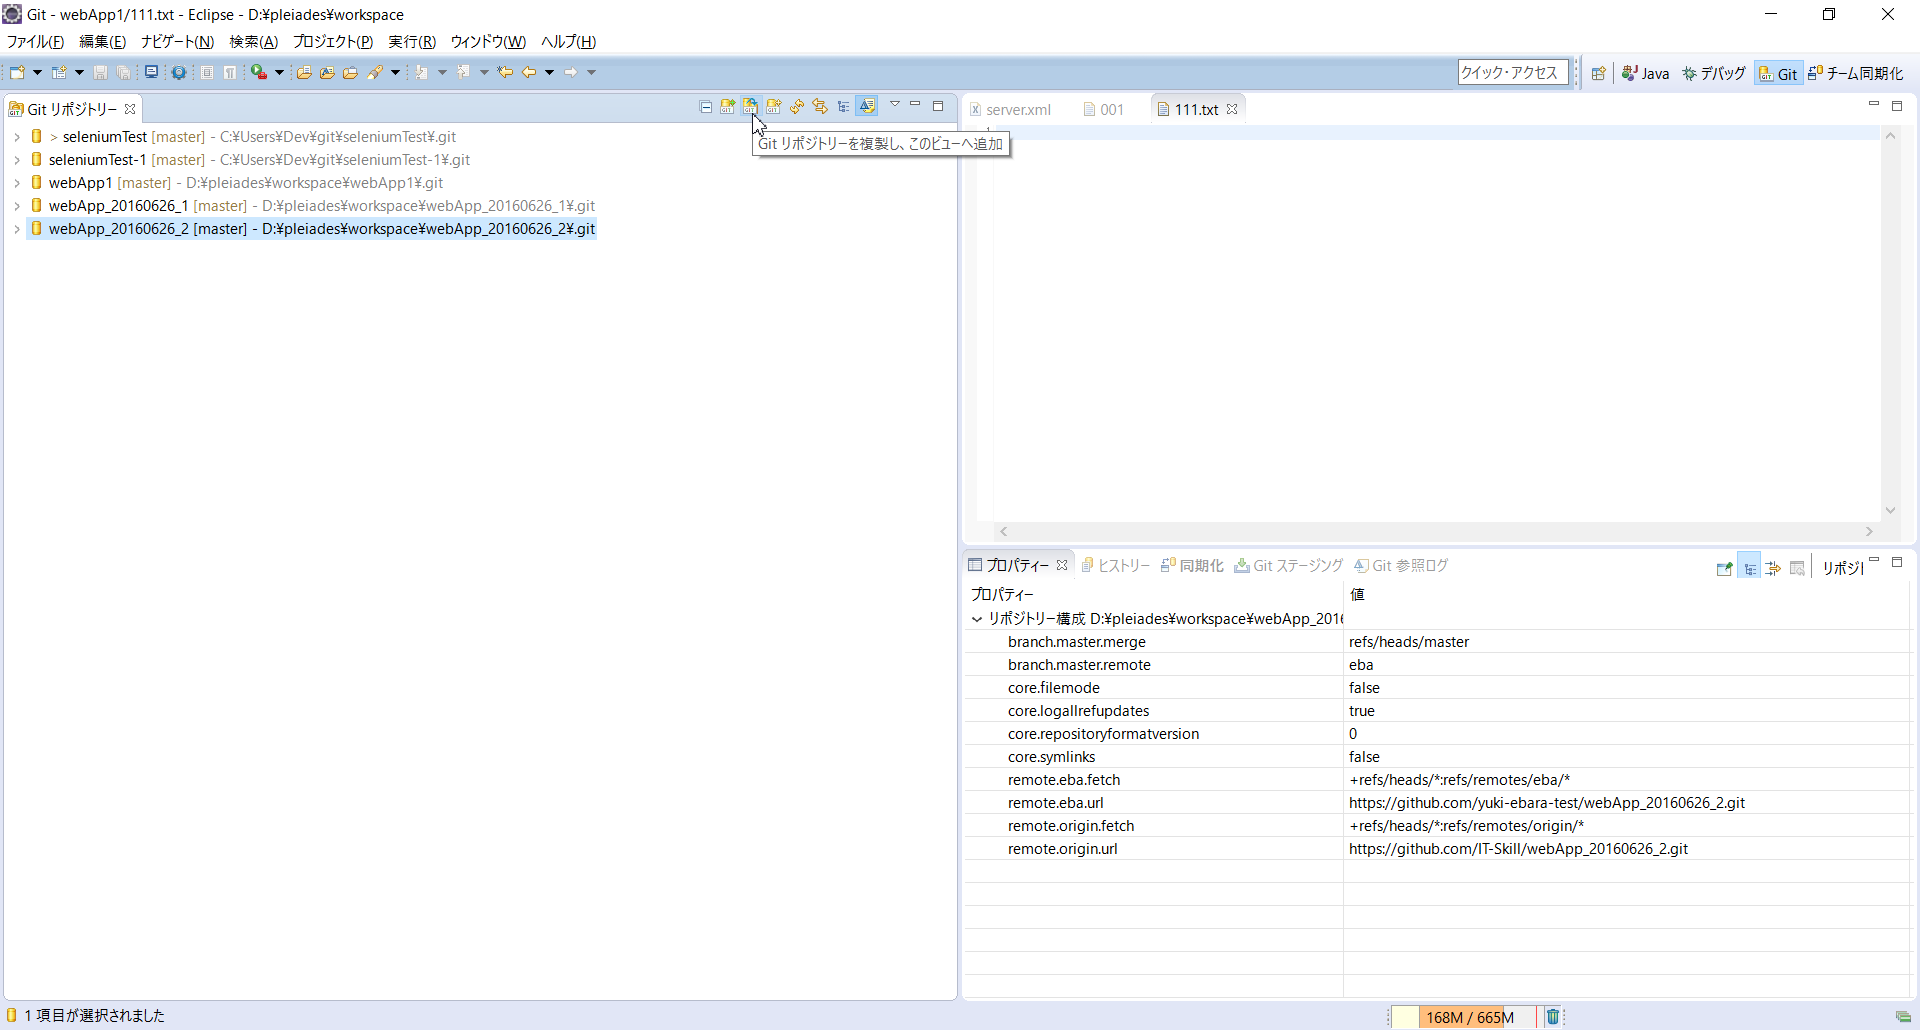 Git - webApp1/111.txt - Eclipse - D:¥pleiades¥workspace
ファイル(F) 編集(E) ナビゲート(N) 検索(A) プロジェクト(P) 実行(R) ウィンドウ(W) ヘルプ(H)
クイック・アクセス Java デバッグ Git チーム同期化
Git リポジトリー
> seleniumTest [master] - C:¥Users¥Dev¥git¥seleniumTest¥.git
seleniumTest-1 [master] - C:¥Users¥Dev¥git¥seleniumTest-1¥.git
webApp1 [master] - D:¥pleiades¥workspace¥webApp1¥.git
webApp_20160626_1 [master] - D:¥pleiades¥workspace¥webApp_20160626_1¥.git
webApp_20160626_2 [master] - D:¥pleiades¥workspace¥webApp_20160626_2¥.git
Git リポジトリーを複製し、このビューへ追加
server.xml 001 111.txt
プロパティー ヒストリー 同期化 Git ステージング Git 参照ログ
リポジ
プロパティー 値
リポジトリー構成 D:¥pleiades¥workspace¥webApp_201
branch.master.merge refs/heads/master
branch.master.remote eba
core.filemode false
core.logallrefupdates true
core.repositoryformatversion 0
core.symlinks false
remote.eba.fetch +refs/heads/*:refs/remotes/eba/*
remote.eba.url https://github.com/yuki-ebara-test/webApp_20160626_2.git
remote.origin.fetch +refs/heads/*:refs/remotes/origin/*
remote.origin.url https://github.com/IT-Skill/webApp_20160626_2.git
1 項目が選択されました
168M / 665M